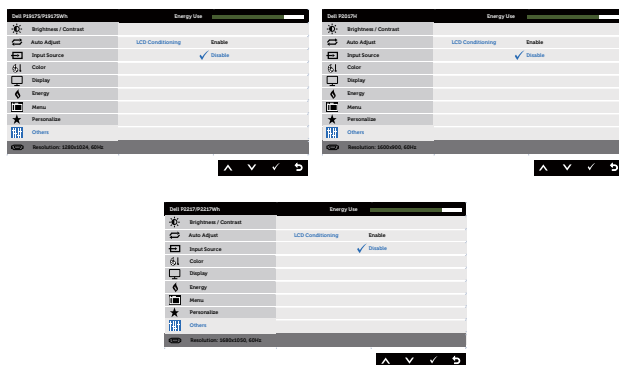 Dell P1917S/P1917SWh Energy Use
Brightness / Contrast
Auto Adjust LCD Conditioning Enable
Input Source Disable
Color
Display
Energy
Menu
Personalize
Others
Resolution: 1280x1024, 60Hz
Dell P2017H Energy Use
Brightness / Contrast
Auto Adjust LCD Conditioning Enable
Input Source Disable
Color
Display
Energy
Menu
Personalize
Others
Resolution: 1600x900, 60Hz
Dell P2217/P2217Wh Energy Use
Brightness / Contrast
Auto Adjust LCD Conditioning Enable
Input Source Disable
Color
Display
Energy
Menu
Personalize
Others
Resolution: 1680x1050, 60Hz